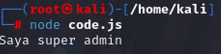 ┌──(root㉿kali)-[/home/kali]
└─# node code.js
Saya super admin